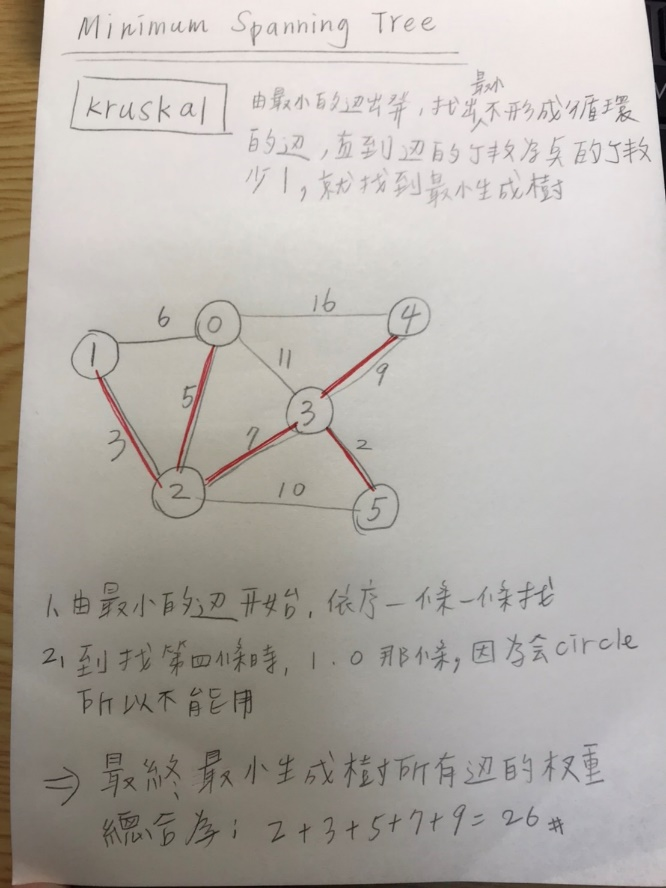 Minimum Spanning Tree
kruskal
由最小的边出發,找出最小不形成循環
的边,直到边的个數為点的个數
少1,就找到最小生成樹
6
0
16
4
1
11
9
5
3
3
7
2
2
10
5
1、由最小的边开始,依序一條一條找
2、到找第四條時,1.0那條,因為会circle
所以不能用
⇒ 最終最小生成樹所有边的权重
總合為:2+3+5+7+9=26#